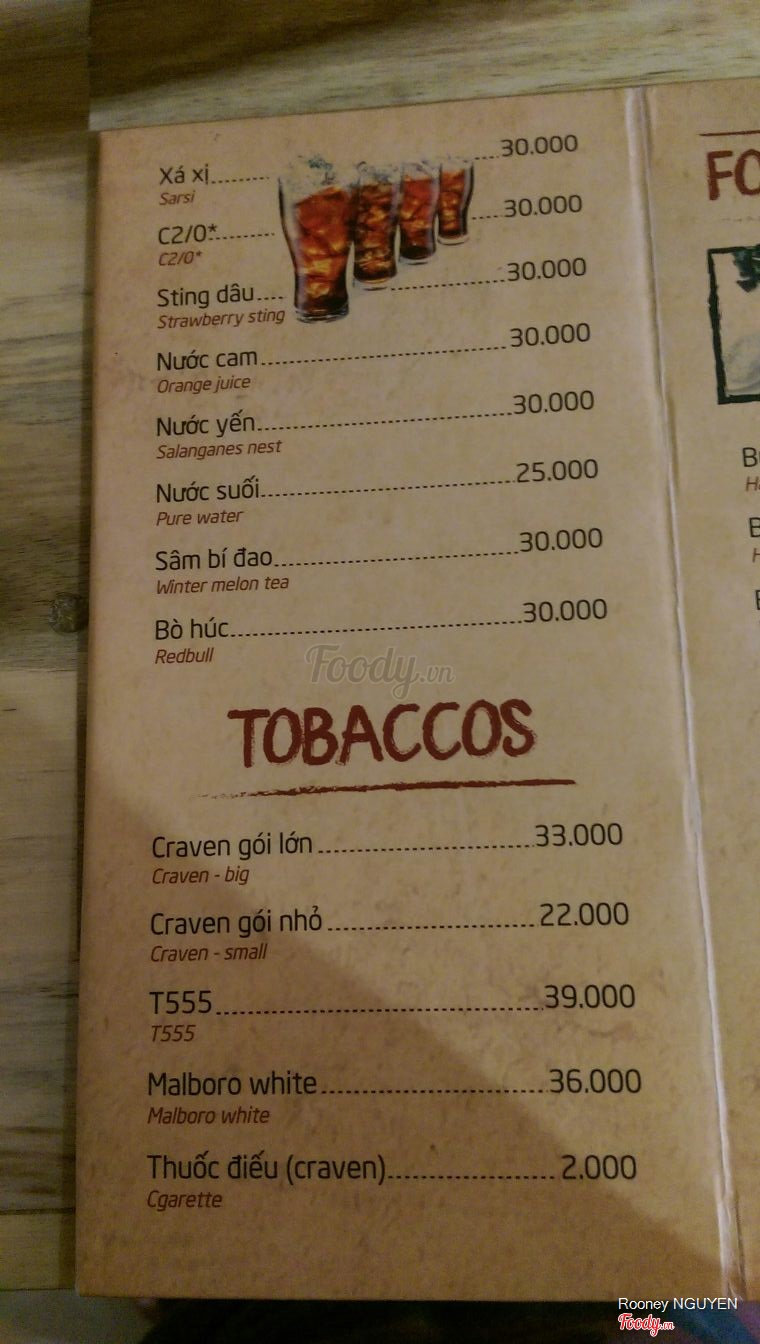 Xá xị 30.000
Sarsi
C2/0* 30.000
C2/0*
Sting dâu 30.000
Strawberry sting
Nước cam 30.000
Orange juice
Nước yến 30.000
Salanganes nest
Nước suối 25.000
Pure water
Sâm bí đao 30.000
Winter melon tea
Bò húc 30.000
Redbull
Foody.vn
TOBACCOS
Craven gói lớn 33.000
Craven - big
Craven gói nhỏ 22.000
Craven - small
T555 39.000
T555
Malboro white 36.000
Malboro white
Thuốc điếu (craven) 2.000
Cgarette
Rooney NGUYEN
Foody.vn